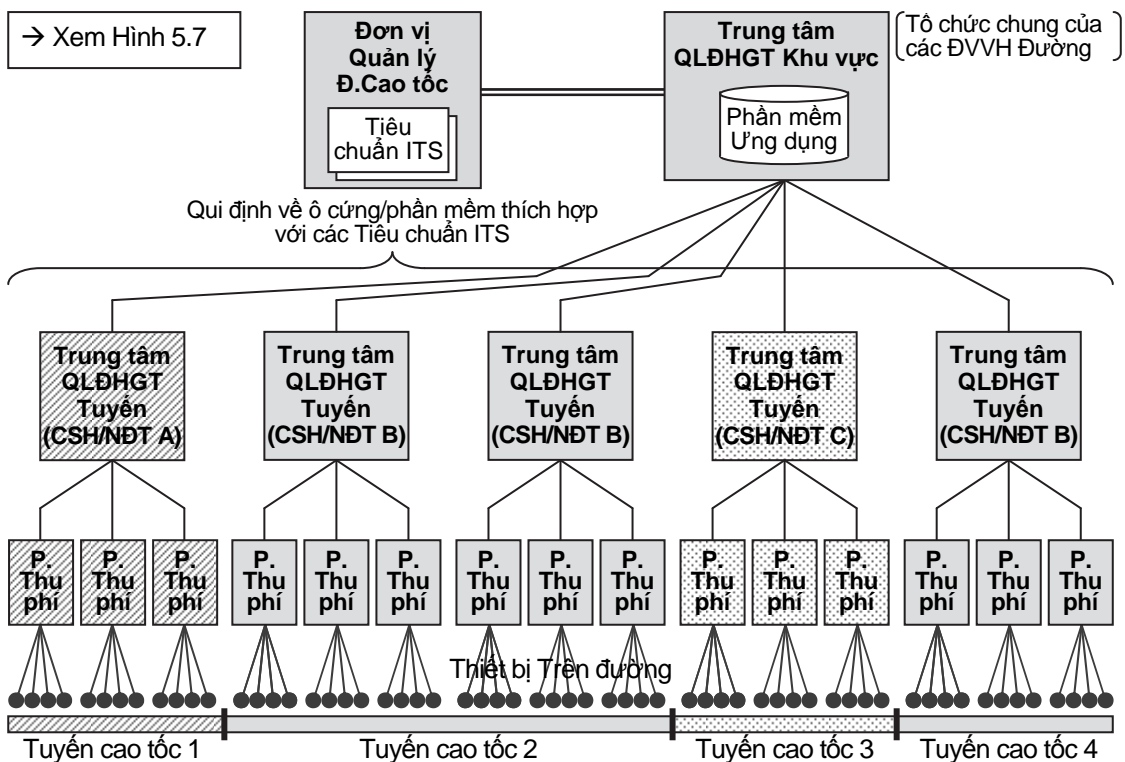 → Xem Hình 5.7
Đơn vị
Quản lý
Đ.Cao tốc
Tiêu
chuẩn ITS
Trung tâm
QLĐHGT Khu vực
Phần mềm
Ứng dụng
Tổ chức chung của
các ĐVVH Đường
Qui định về ô cứng/phần mềm thích hợp
với các Tiêu chuẩn ITS
Trung tâm
QLĐHGT
Tuyến
(CSH/NĐT A)
Trung tâm
QLĐHGT
Tuyến
(CSH/NĐT B)
Trung tâm
QLĐHGT
Tuyến
(CSH/NĐT B)
Trung tâm
QLĐHGT
Tuyến
(CSH/NĐT C)
Trung tâm
QLĐHGT
Tuyến
(CSH/NĐT B)
P.
Thu
phí
P.
Thu
phí
P.
Thu
phí
P.
Thu
phí
P.
Thu
phí
P.
Thu
phí
P.
Thu
phí
P.
Thu
phí
P.
Thu
phí
P.
Thu
phí
P.
Thu
phí
P.
Thu
phí
P.
Thu
phí
P.
Thu
phí
P.
Thu
phí
Thiết bị Trên đường
Tuyến cao tốc 1
Tuyến cao tốc 2
Tuyến cao tốc 3
Tuyến cao tốc 4